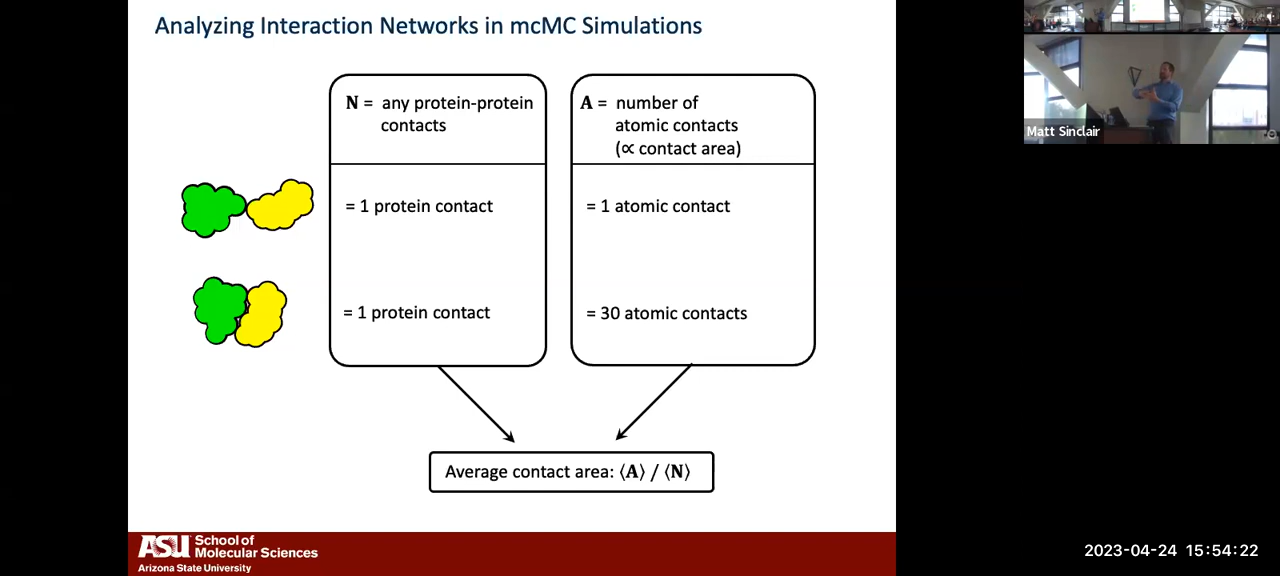 Analyzing Interaction Networks in mcMC Simulations
N = any protein-protein
contacts
A = number of
atomic contacts
(∝ contact area)
= 1 protein contact
= 1 atomic contact
= 1 protein contact
= 30 atomic contacts
Average contact area: ⟨A⟩ / ⟨N⟩
ASU School of
Molecular Sciences
Arizona State University
Matt Sinclair
2023-04-24 15:54:22